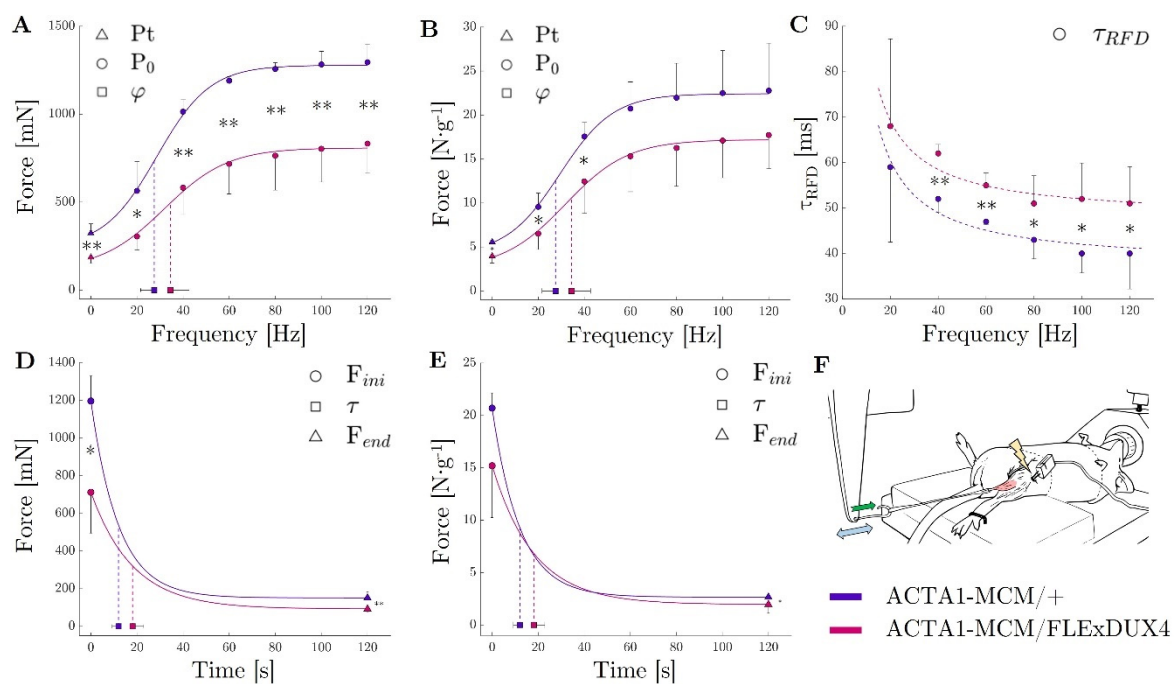 A
1500
1000
500
0
Force [mN]
△ Pt
○ P₀
□ φ
**
*
**
**
**
**
**
0 20 40 60 80 100 120
Frequency [Hz]
B
30
25
20
15
10
5
0
Force [N·g⁻¹]
△ Pt
○ P₀
□ φ
*
*
*
0 20 40 60 80 100 120
Frequency [Hz]
C
90
80
70
60
50
40
30
τRFD [ms]
○ τRFD
**
**
*
*
*
0 20 40 60 80 100 120
Frequency [Hz]
D
1400
1200
1000
800
600
400
200
0
Force [mN]
○ Fini
□ τ
△ Fend
*
**
0 20 40 60 80 100 120
Time [s]
E
25
20
15
10
5
0
Force [N·g⁻¹]
○ Fini
□ τ
△ Fend
*
0 20 40 60 80 100 120
Time [s]
F
ACTA1-MCM/+
ACTA1-MCM/FLExDUX4